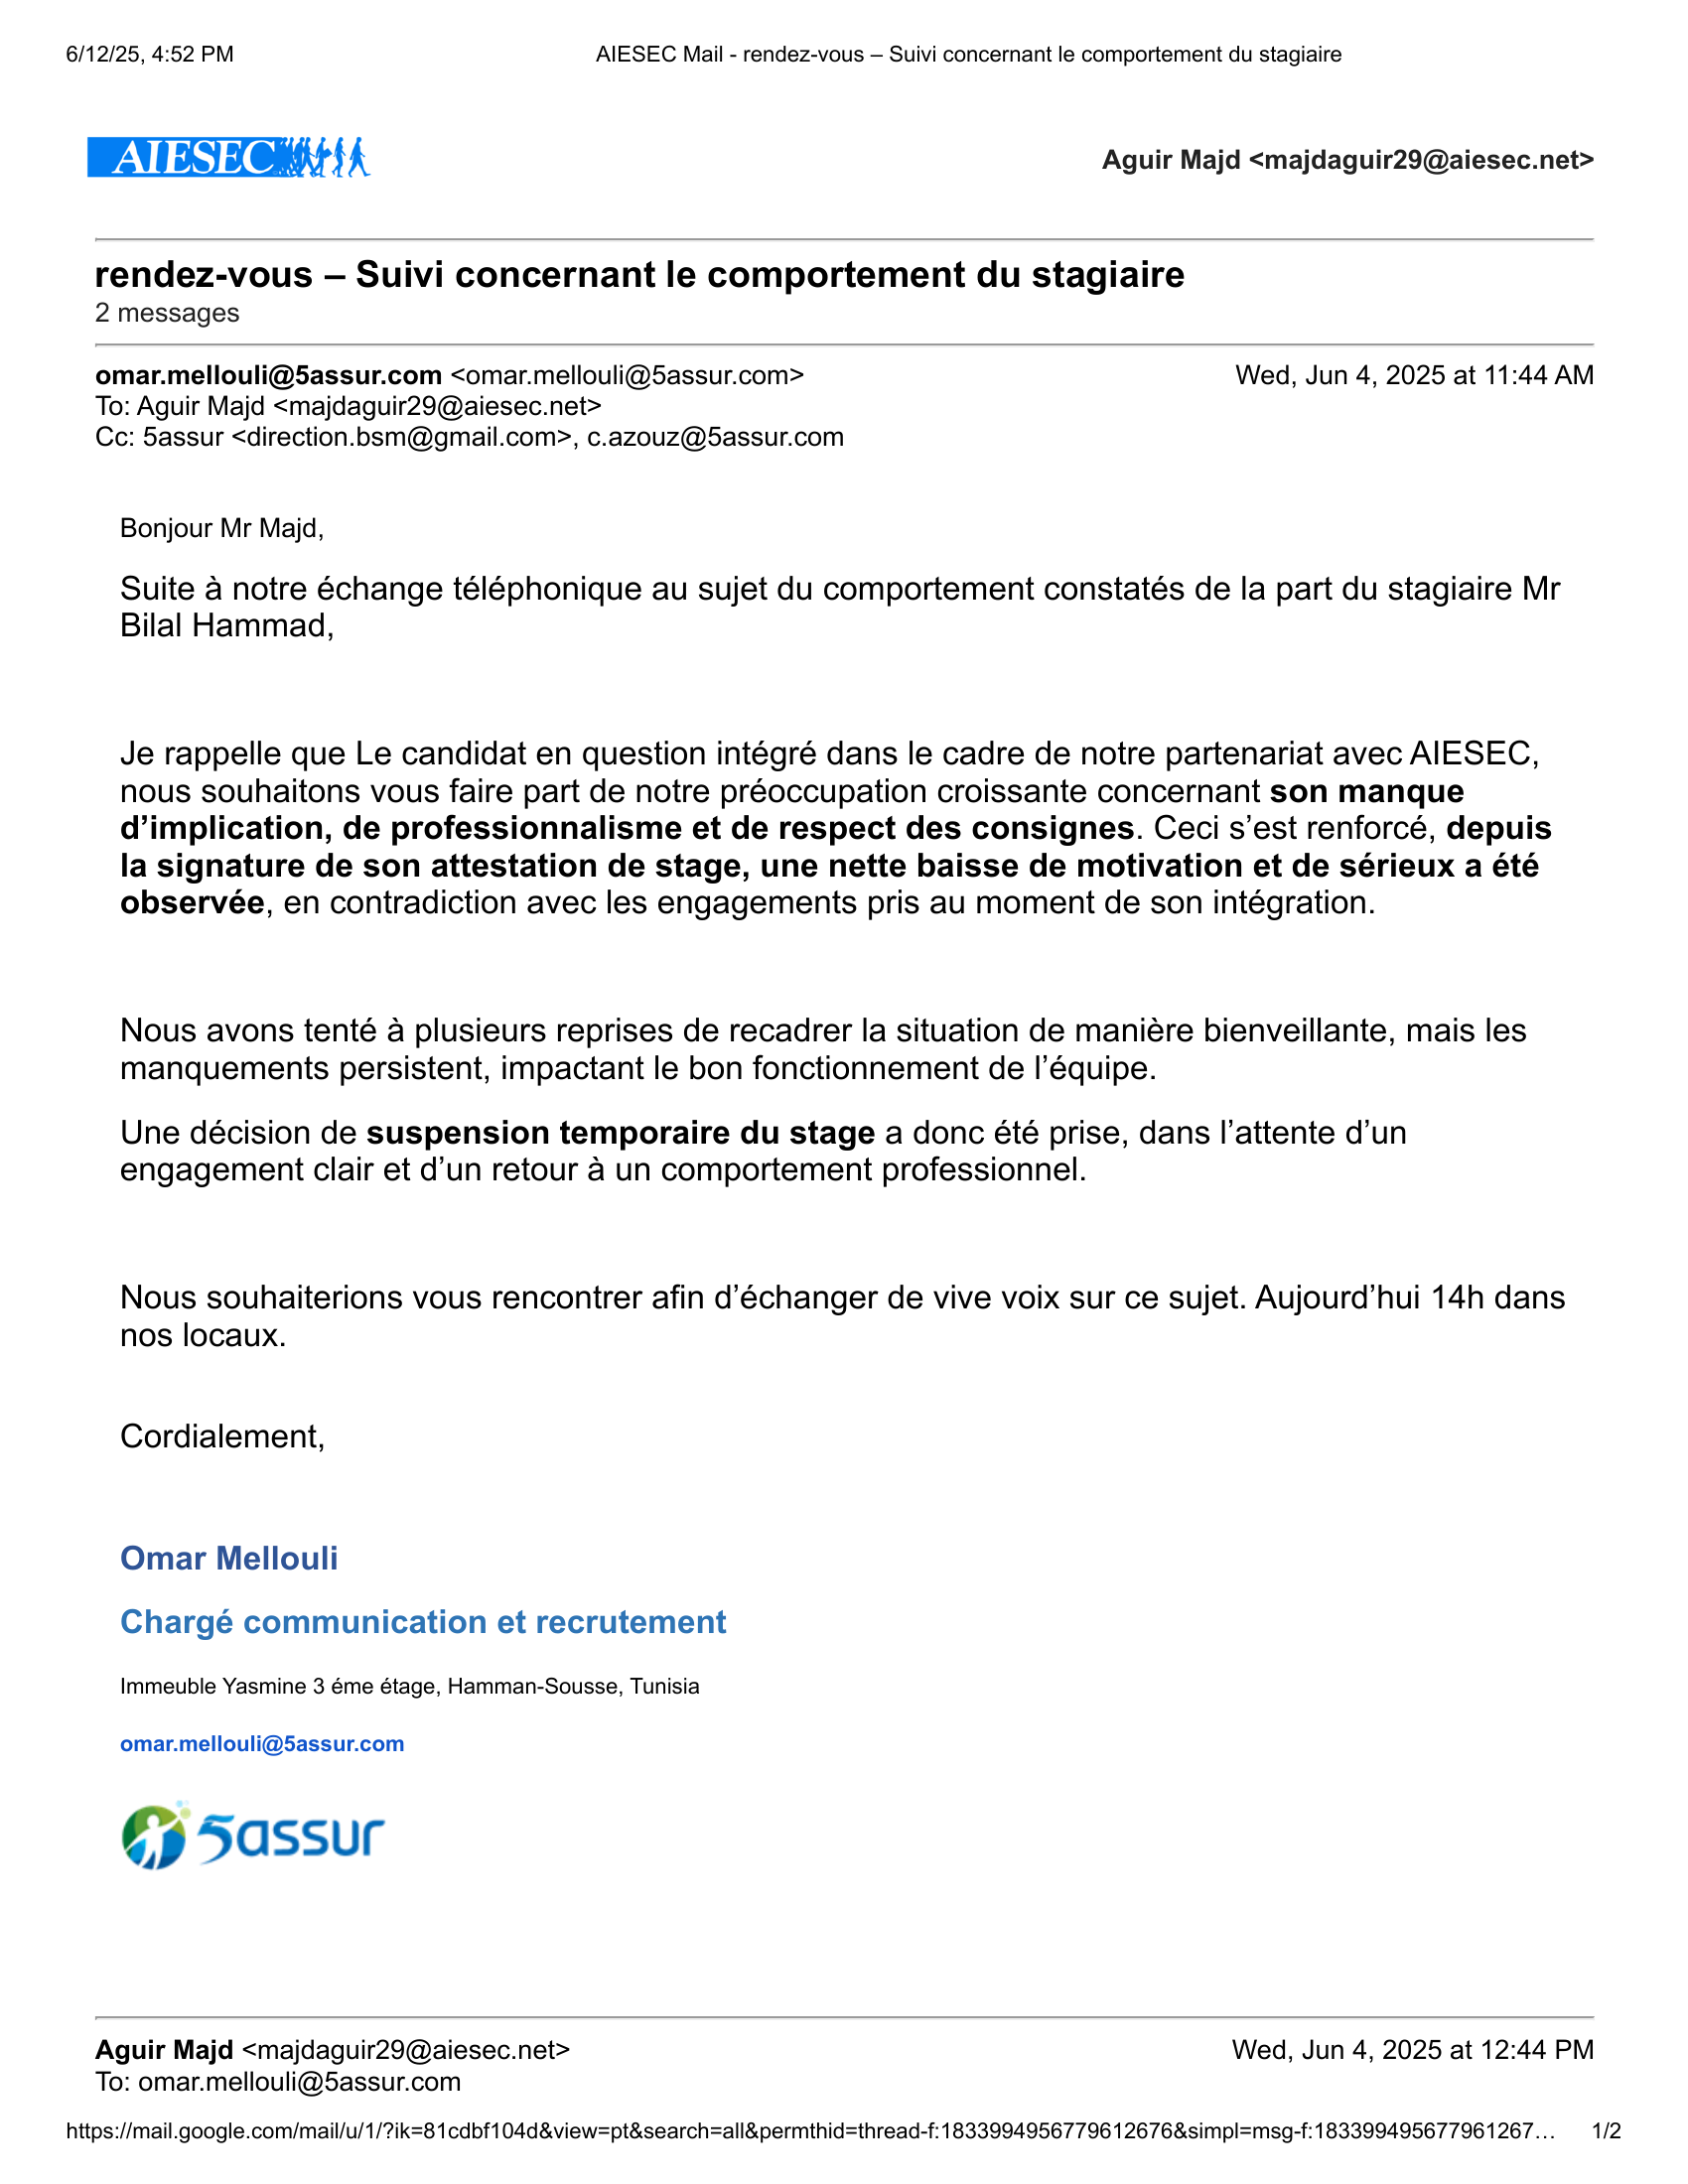 6/12/25, 4:52 PM
AIESEC Mail - rendez-vous – Suivi concernant le comportement du stagiaire
AIESEC
Aguir Majd <majdaguir29@aiesec.net>
rendez-vous – Suivi concernant le comportement du stagiaire
2 messages
omar.mellouli@5assur.com <omar.mellouli@5assur.com>
Wed, Jun 4, 2025 at 11:44 AM
To: Aguir Majd <majdaguir29@aiesec.net>
Cc: 5assur <direction.bsm@gmail.com>, c.azouz@5assur.com
Bonjour Mr Majd,
Suite à notre échange téléphonique au sujet du comportement constatés de la part du stagiaire Mr
Bilal Hammad,
Je rappelle que Le candidat en question intégré dans le cadre de notre partenariat avec AIESEC,
nous souhaitons vous faire part de notre préoccupation croissante concernant son manque
d’implication, de professionnalisme et de respect des consignes. Ceci s’est renforcé, depuis
la signature de son attestation de stage, une nette baisse de motivation et de sérieux a été
observée, en contradiction avec les engagements pris au moment de son intégration.
Nous avons tenté à plusieurs reprises de recadrer la situation de manière bienveillante, mais les
manquements persistent, impactant le bon fonctionnement de l’équipe.
Une décision de suspension temporaire du stage a donc été prise, dans l’attente d’un
engagement clair et d’un retour à un comportement professionnel.
Nous souhaiterions vous rencontrer afin d’échanger de vive voix sur ce sujet. Aujourd’hui 14h dans
nos locaux.
Cordialement,
Omar Mellouli
Chargé communication et recrutement
Immeuble Yasmine 3 éme étage, Hamman-Sousse, Tunisia
omar.mellouli@5assur.com
5assur
Aguir Majd <majdaguir29@aiesec.net>
Wed, Jun 4, 2025 at 12:44 PM
To: omar.mellouli@5assur.com
https://mail.google.com/mail/u/1/?ik=81cdbf104d&view=pt&search=all&permthid=thread-f:1833994956779612676&simpl=msg-f:183399495677961267…
1/2